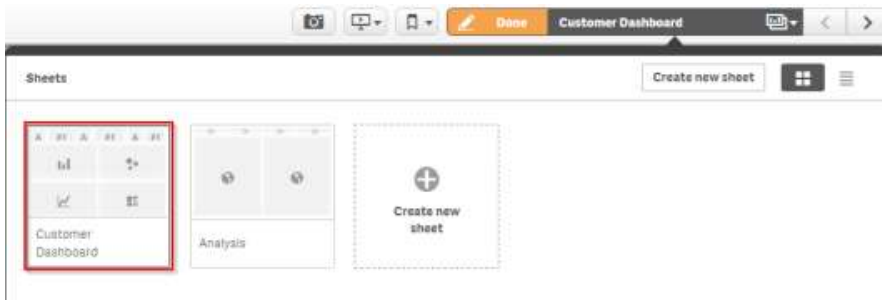 Done Customer Dashboard
Sheets Create new sheet
Customer
Dashboard
Analysis
Create new
sheet